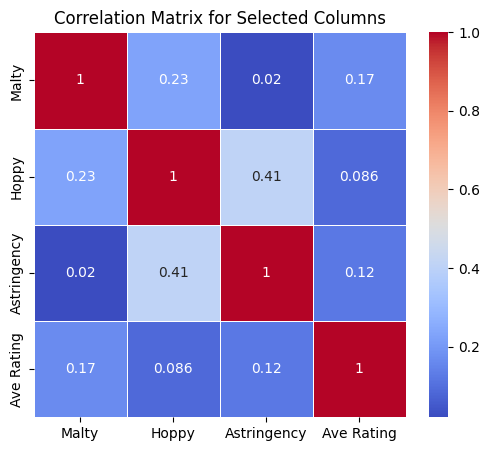 Correlation Matrix for Selected Columns
Malty 1 0.23 0.02 0.17
Hoppy 0.23 1 0.41 0.086
Astringency 0.02 0.41 1 0.12
Ave Rating 0.17 0.086 0.12 1
Malty Hoppy Astringency Ave Rating
1.0
0.8
0.6
0.4
0.2